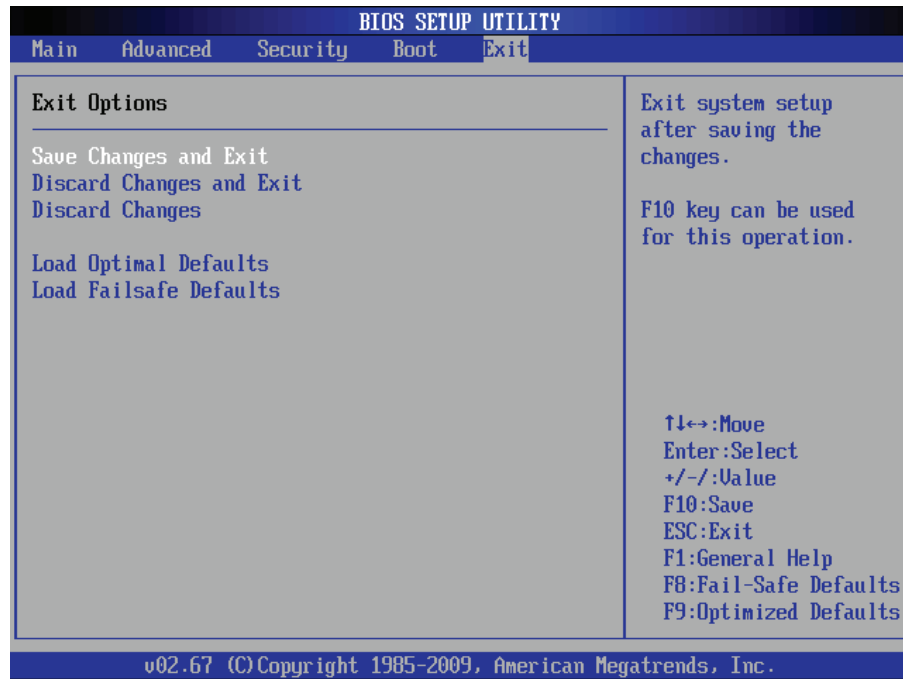 BIOS SETUP UTILITY
Main Advanced Security Boot Exit
Exit Options
Save Changes and Exit
Discard Changes and Exit
Discard Changes
Load Optimal Defaults
Load Failsafe Defaults
Exit system setup
after saving the
changes.
F10 key can be used
for this operation.
↑↓←→:Move
Enter:Select
+/-/:Value
F10:Save
ESC:Exit
F1:General Help
F8:Fail-Safe Defaults
F9:Optimized Defaults
v02.67 (C)Copyright 1985-2009, American Megatrends, Inc.